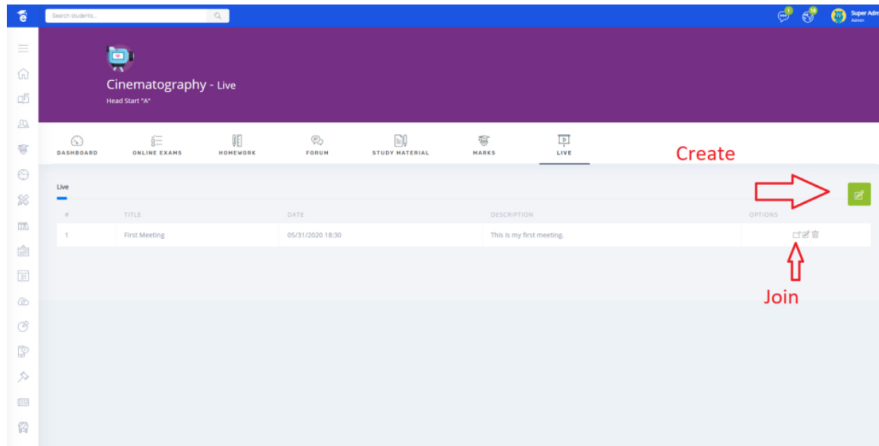 Search students...
Super Adm
Admin
Cinematography - Live
Head Start "A"
DASHBOARD ONLINE EXAMS HOMEWORK FORUM STUDY MATERIAL MARKS LIVE
Create
Live
# TITLE DATE DESCRIPTION OPTIONS
1 First Meeting 05/31/2020 18:30 This is my first meeting.
Join